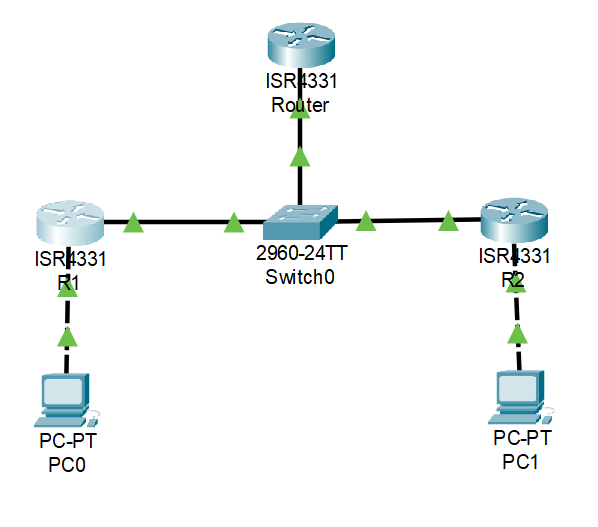 ISR4331
Router
ISR4331
R1
2960-24TT
Switch0
ISR4331
R2
PC-PT
PC0
PC-PT
PC1